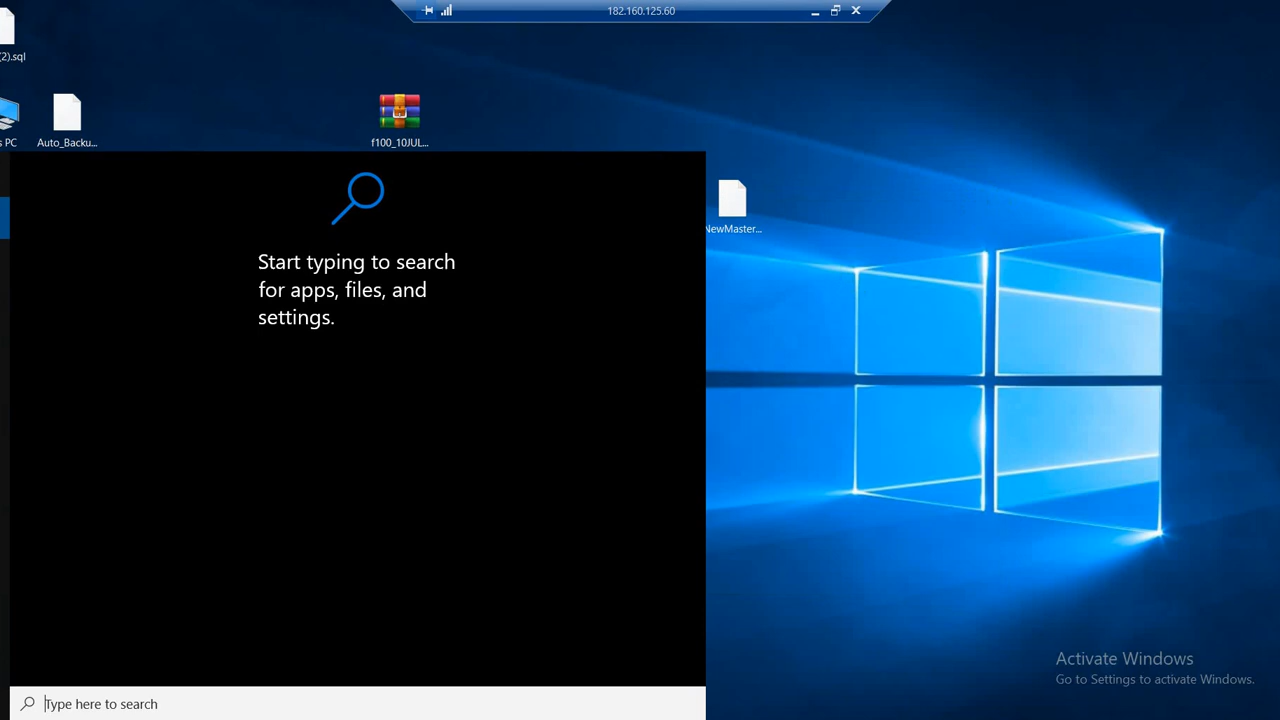 182.160.125.60
(2).sql
s PC
Auto_Backu...
f100_10JUL...
NewMaster...
Start typing to search
for apps, files, and
settings.
Activate Windows
Go to Settings to activate Windows.
Type here to search